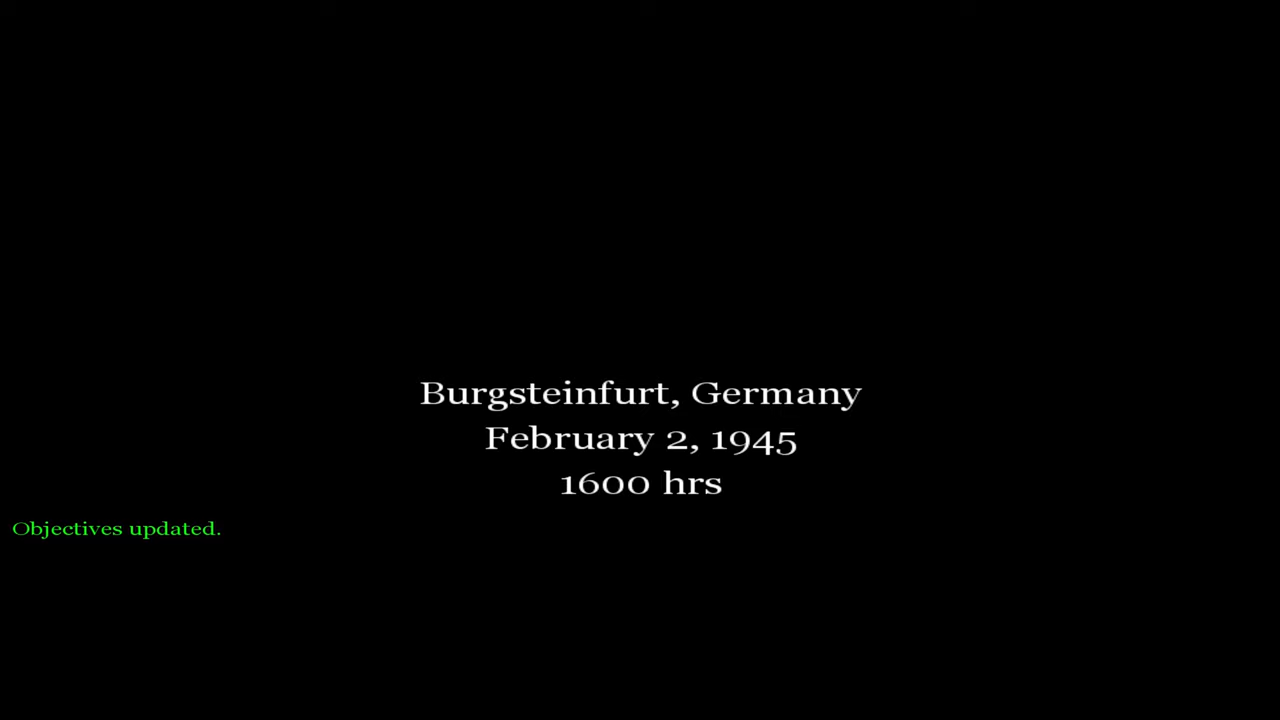 Burgsteinfurt, Germany
February 2, 1945
1600 hrs
Objectives updated.